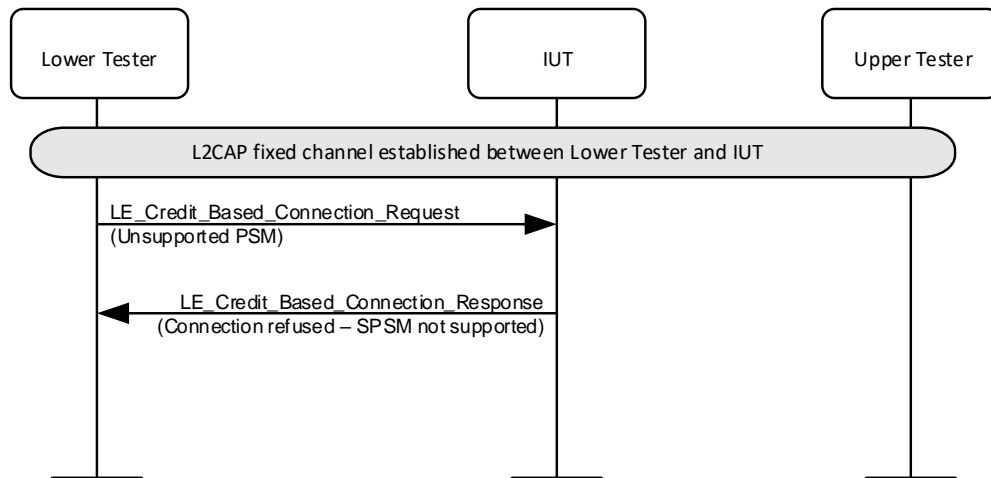 Lower Tester
IUT
Upper Tester
L2CAP fixed channel established between Lower Tester and IUT
LE_Credit_Based_Connection_Request
(Unsupported PSM)
LE_Credit_Based_Connection_Response
(Connection refused – SPSM not supported)